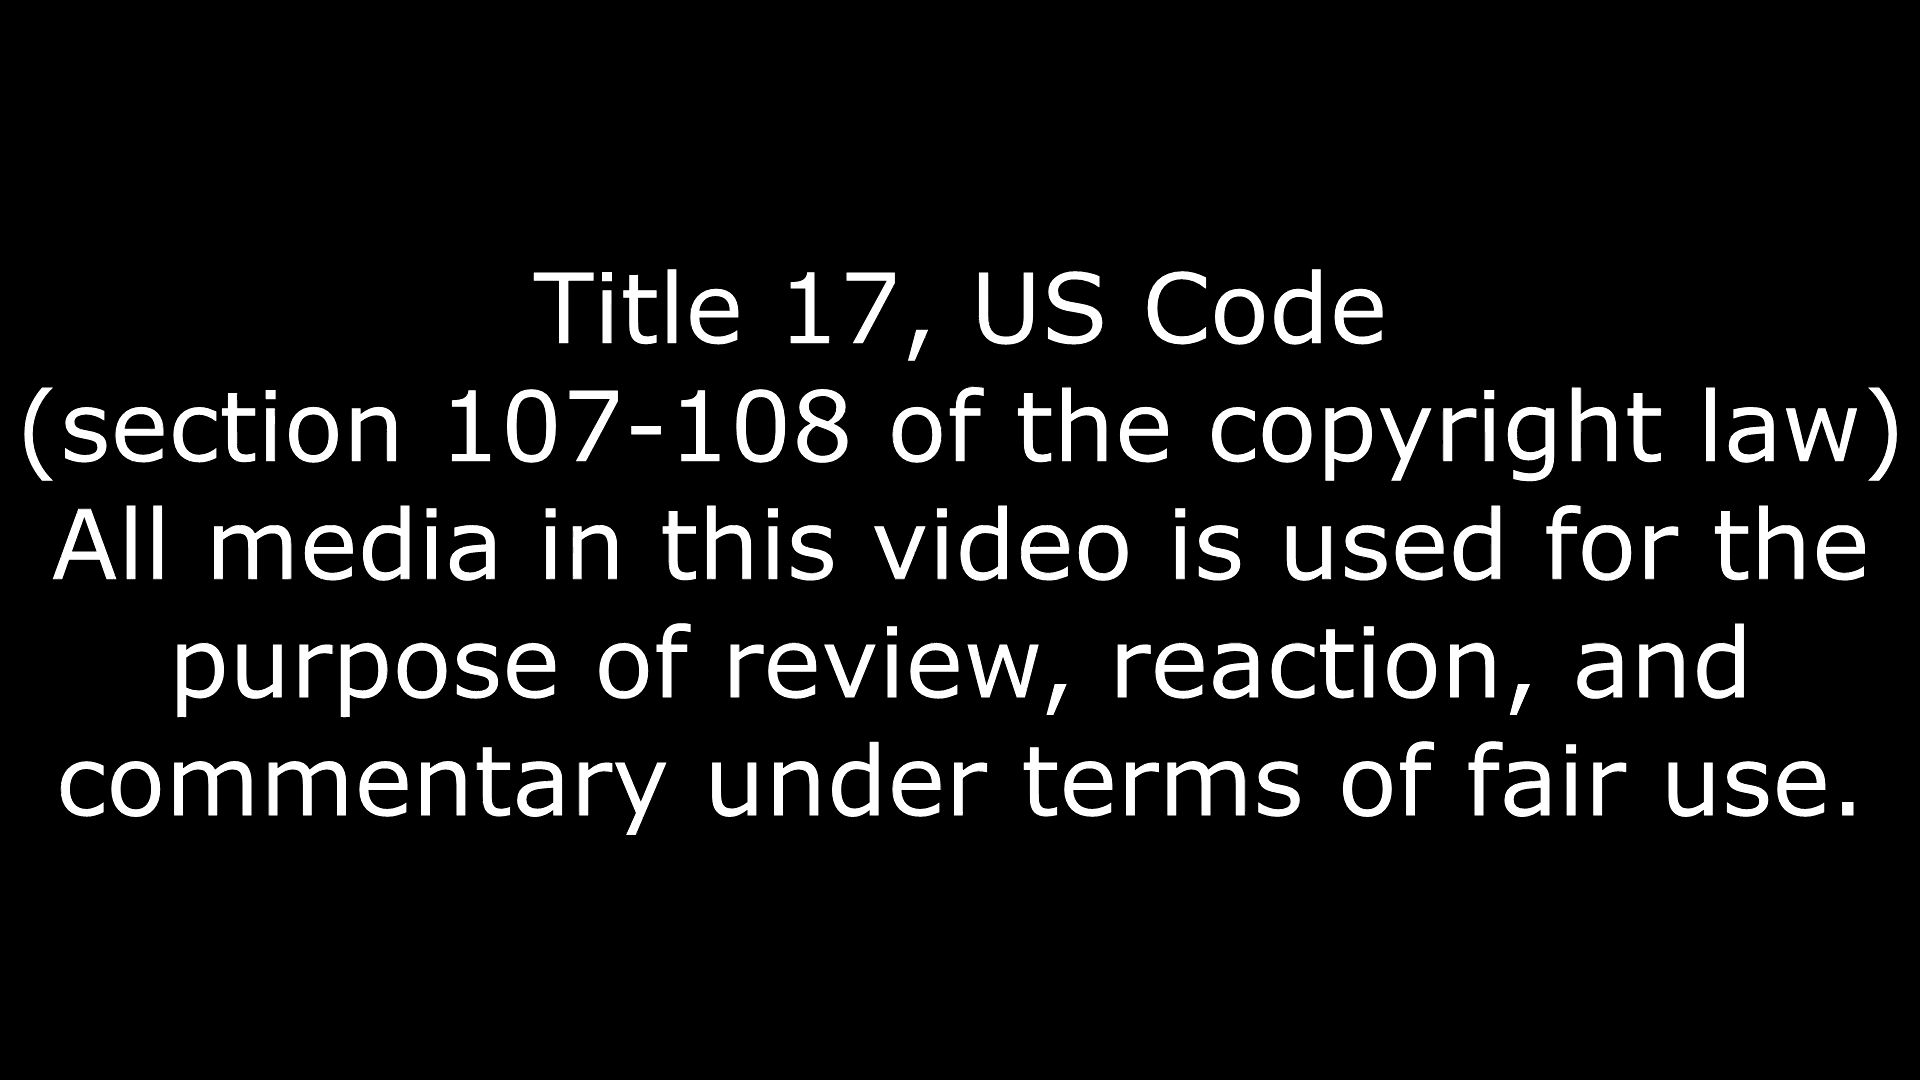 Title 17, US Code
(section 107-108 of the copyright law)
All media in this video is used for the
purpose of review, reaction, and
commentary under terms of fair use.